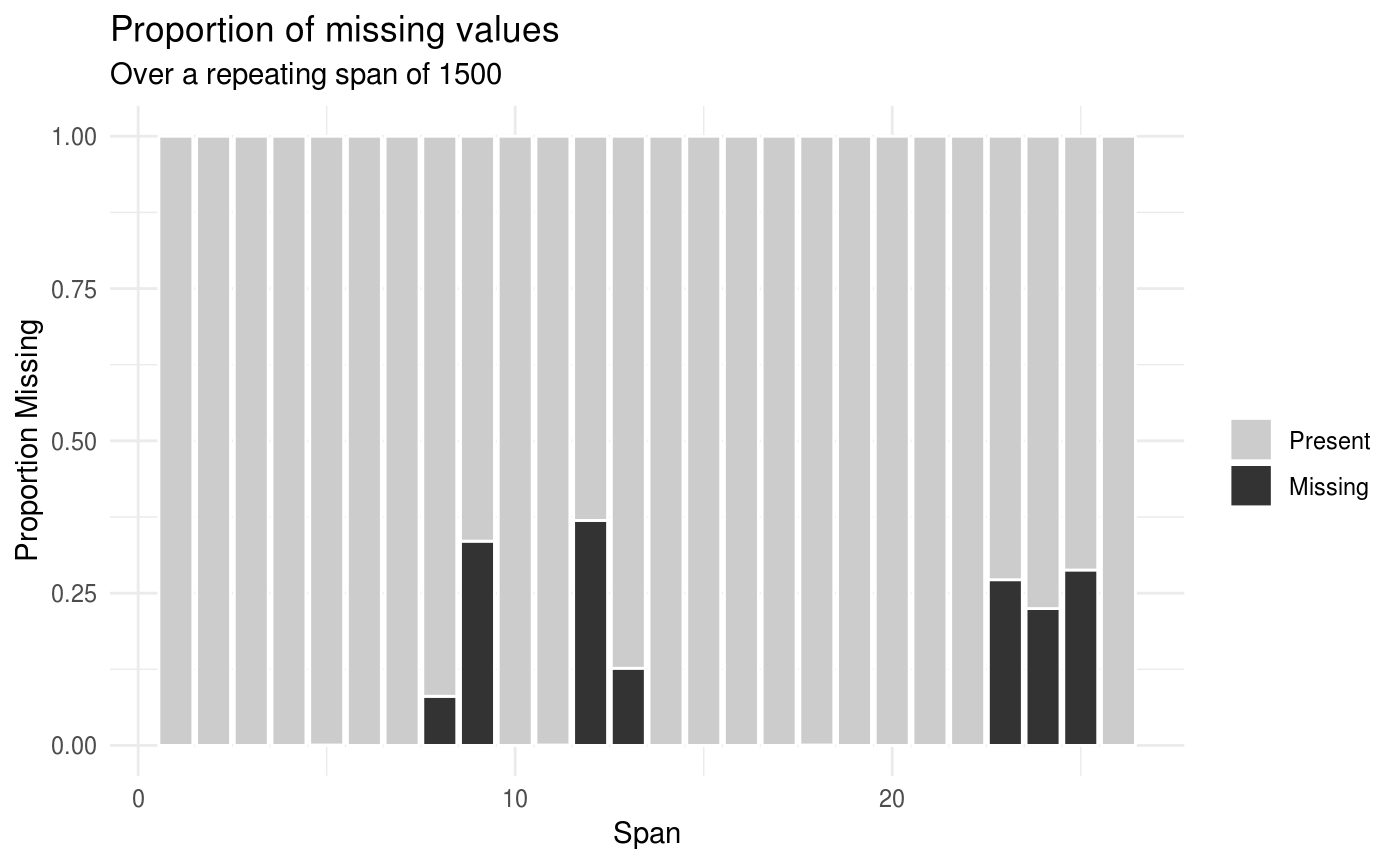 Proportion of missing values
Over a repeating span of 1500
1.00
0.75
0.50
0.25
0.00
Proportion Missing
0
10
20
Span
Present
Missing